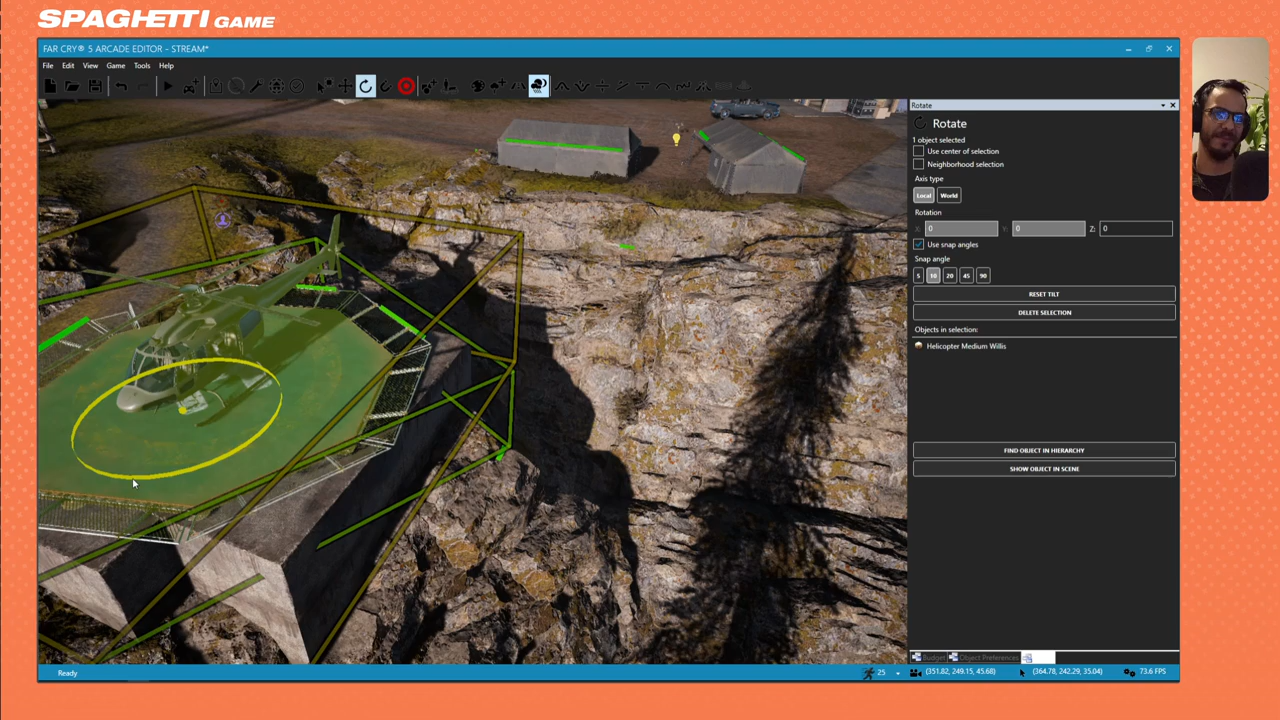 SPAGHETTI GAME
FAR CRY® 5 ARCADE EDITOR - STREAM*
File Edit View Game Tools Help
Rotate
Rotate
1 object selected
Use center of selection
Neighborhood selection
Axis type
Local World
Rotation
X: 0 Y: 0 Z: 0
Use snap angles
Snap angle
5 10 20 45 90
RESET TILT
DELETE SELECTION
Objects in selection:
Helicopter Medium Willis
FIND OBJECT IN HIERARCHY
SHOW OBJECT IN SCENE
Budget Object Preferences
Ready 25 (351.82, 249.15, 45.68) (364.78, 242.29, 35.04) 73.6 FPS